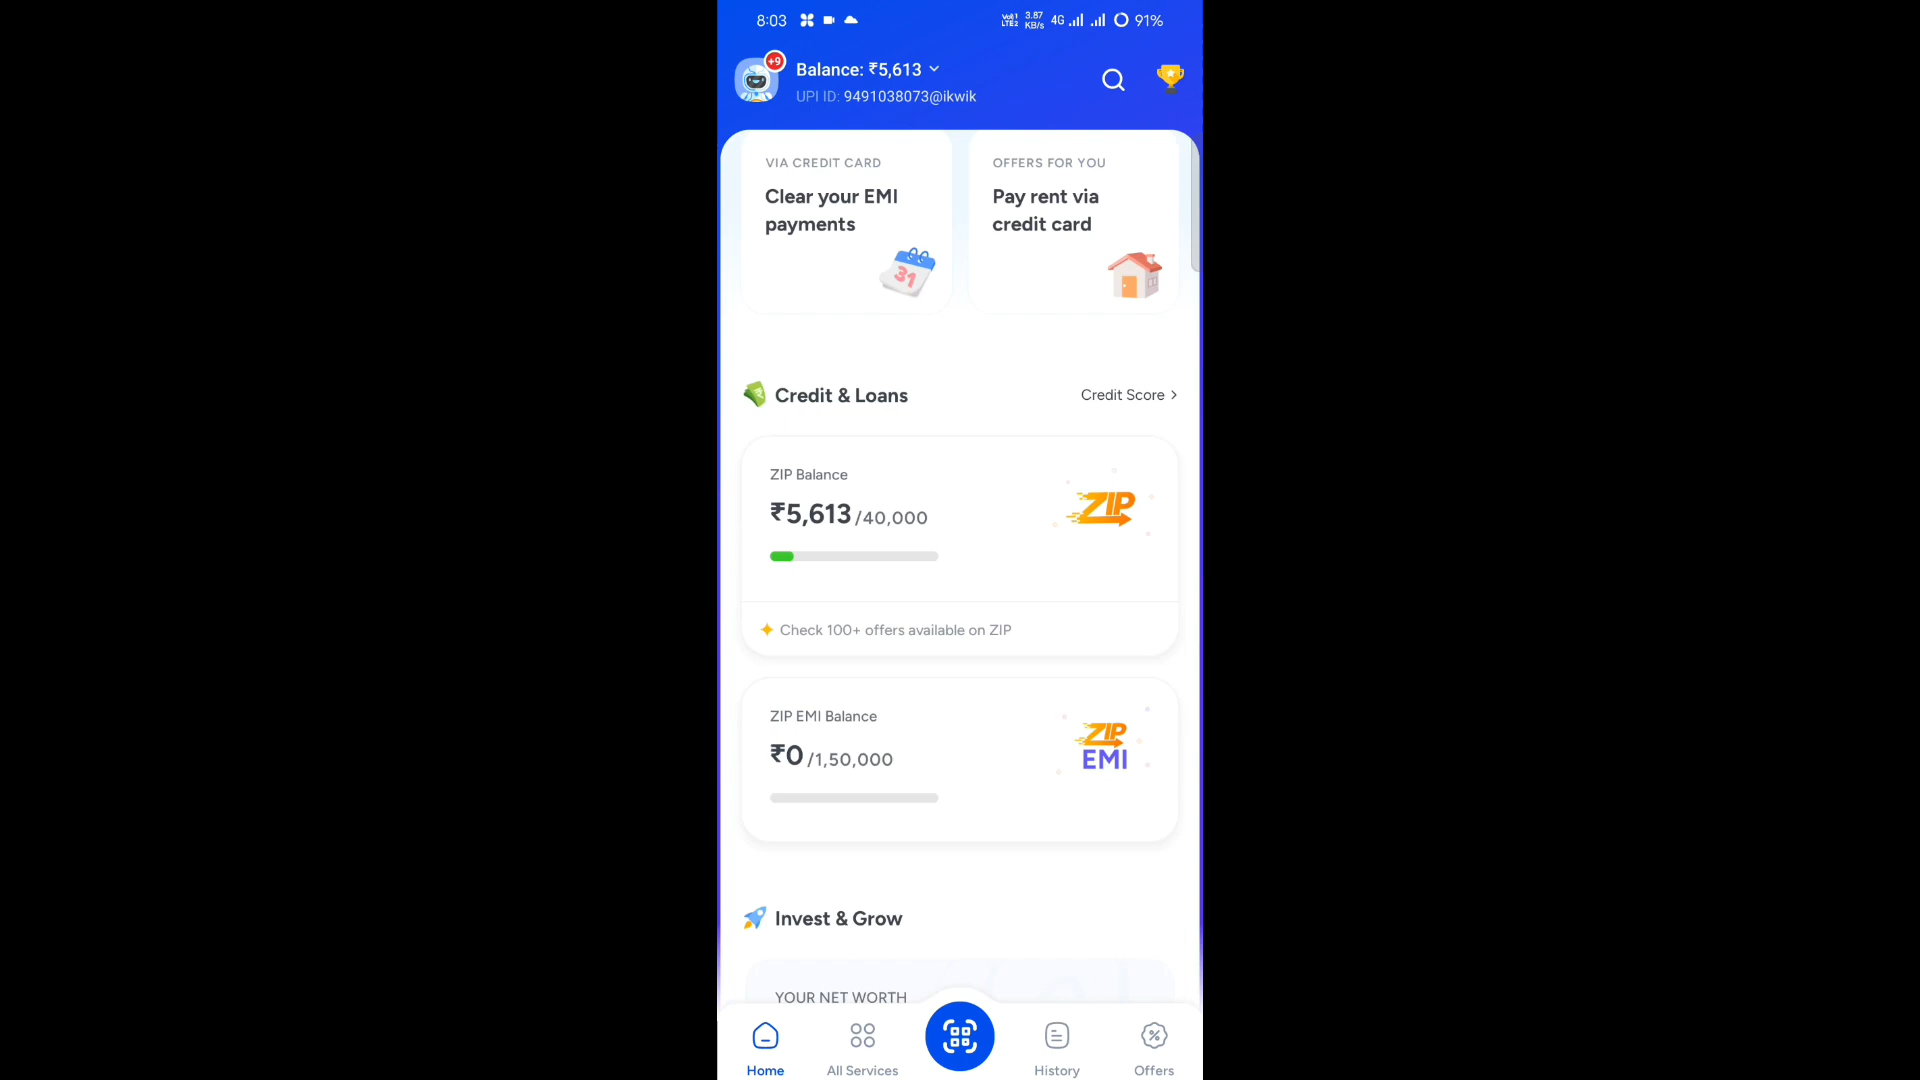 8:03
Vo1 LTE2 3.87 KB/s 4G 91%
+9
Balance: ₹5,613
UPI ID: 9491038073@ikwik
VIA CREDIT CARD
Clear your EMI
payments
31
OFFERS FOR YOU
Pay rent via
credit card
Credit & Loans
Credit Score >
ZIP Balance
₹5,613/40,000
ZIP
Check 100+ offers available on ZIP
ZIP EMI Balance
₹0/1,50,000
ZIP
EMI
Invest & Grow
YOUR NET WORTH
Home
All Services
History
Offers